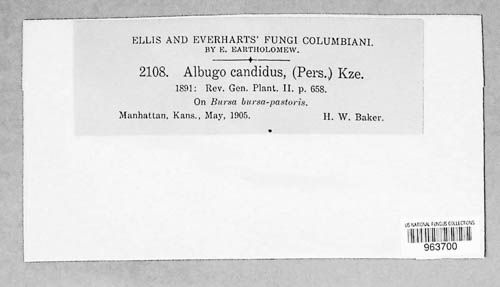 ELLIS AND EVERHARTS' FUNGI COLUMBIANI.
BY E. EARTHOLOMEW.
2108. Albugo candidus, (Pers.) Kze.
1891: Rev. Gen. Plant. II. p. 658.
On Bursa bursa-pastoris.
Manhattan, Kans., May, 1905. H. W. Baker.
US NATIONAL FUNGUS COLLECTIONS
963700